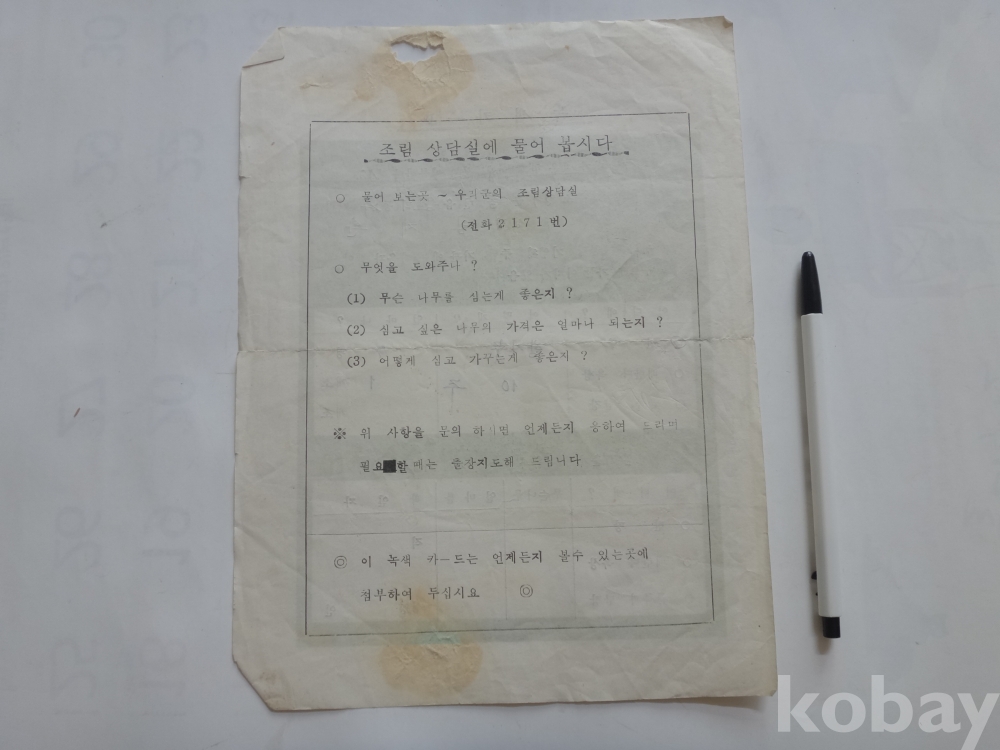 조림 상담실에 물어 봅시다
○ 물어 보는곳 ~ 우리군의 조림상담실
(전화 2171번)
○ 무엇을 도와주나 ?
(1) 무슨 나무를 심는게 좋은지 ?
(2) 심고 싶은 나무의 가격은 얼마나 되는지 ?
(3) 어떻게 심고 가꾸는게 좋은지 ?
※ 위 사항을 문의 하시면 언제든지 응하여 드리며
필요할때는 출장지도해 드립니다
◎ 이 녹색 카-드는 언제든지 볼수 있는곳에
첨부하여 두십시요 ◎
kobay